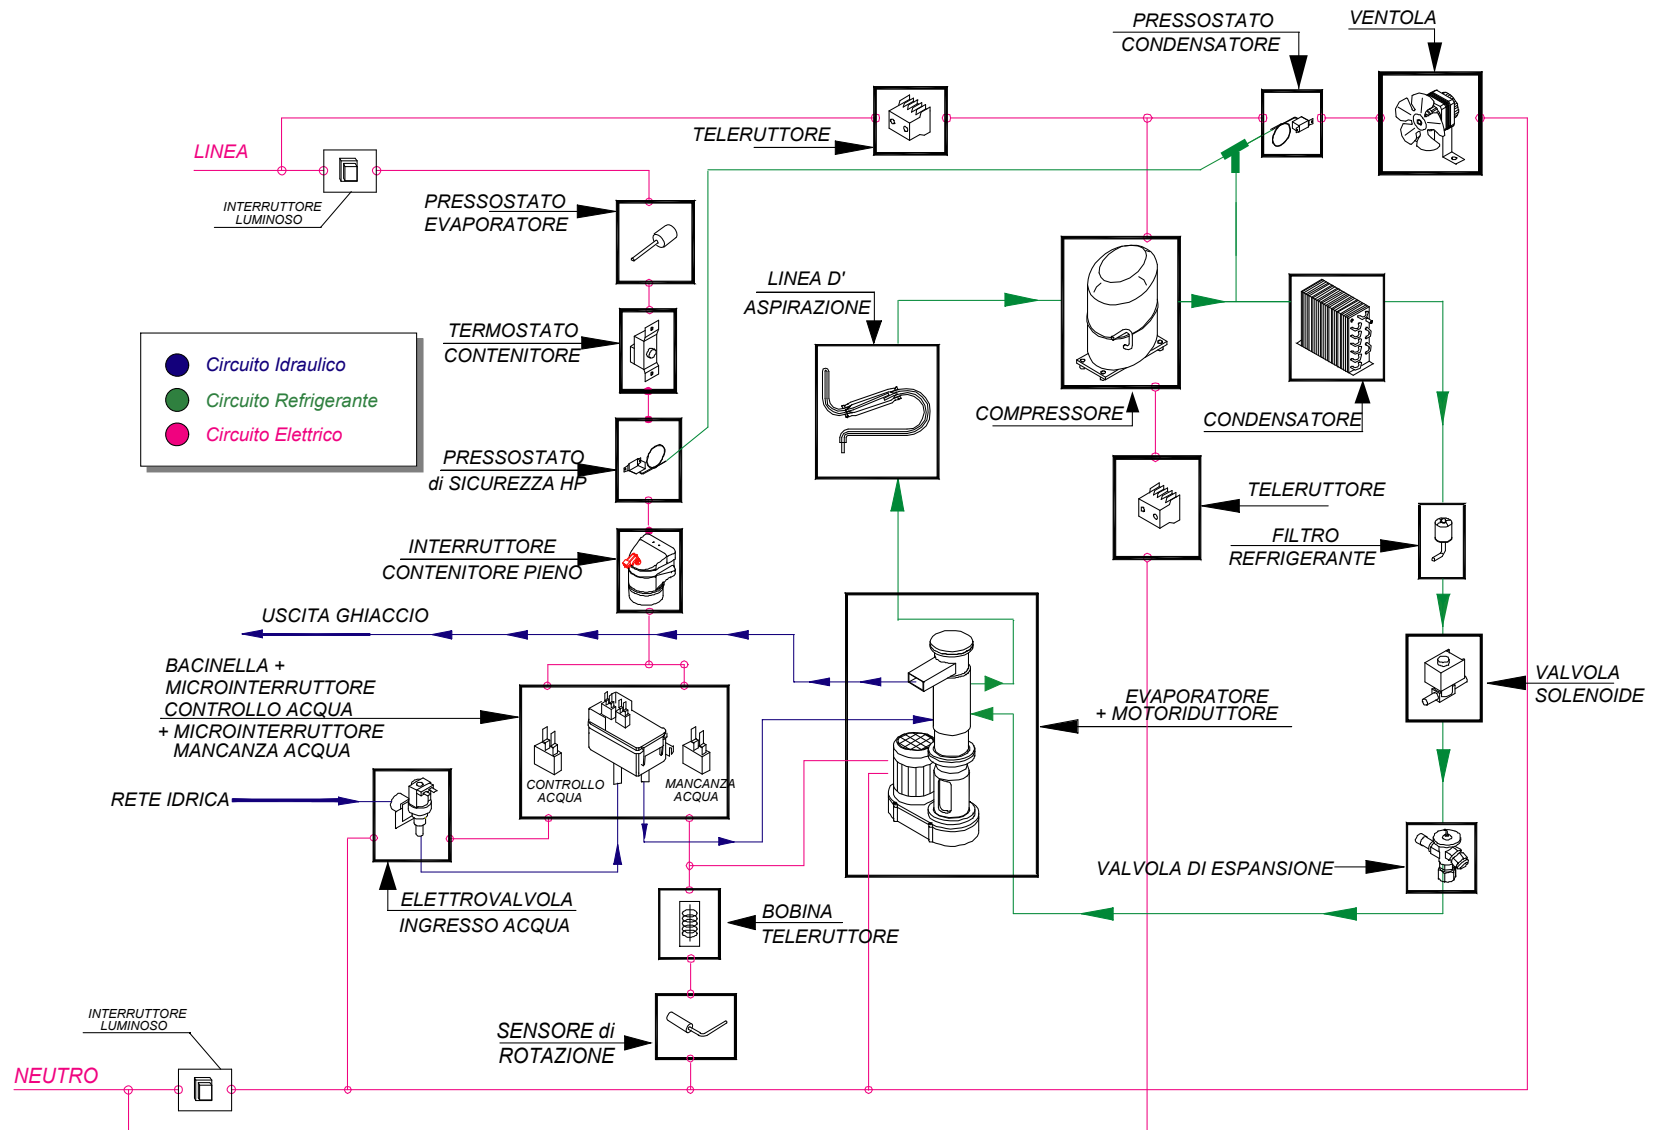 PRESSOSTATO
CONDENSATORE
VENTOLA
TELERUTTORE
LINEA
INTERRUTTORE
LUMINOSO
PRESSOSTATO
EVAPORATORE
LINEA D'
ASPIRAZIONE
TERMOSTATO
CONTENITORE
Circuito Idraulico
Circuito Refrigerante
Circuito Elettrico
COMPRESSORE
CONDENSATORE
PRESSOSTATO
di SICUREZZA HP
TELERUTTORE
FILTRO
REFRIGERANTE
INTERRUTTORE
CONTENITORE PIENO
USCITA GHIACCIO
BACINELLA +
MICROINTERRUTTORE
CONTROLLO ACQUA
+ MICROINTERRUTTORE
MANCANZA ACQUA
EVAPORATORE
+ MOTORIDUTTORE
VALVOLA
SOLENOIDE
CONTROLLO
ACQUA
MANCANZA
ACQUA
RETE IDRICA
VALVOLA DI ESPANSIONE
ELETTROVALVOLA
INGRESSO ACQUA
BOBINA
TELERUTTORE
INTERRUTTORE
LUMINOSO
SENSORE di
ROTAZIONE
NEUTRO